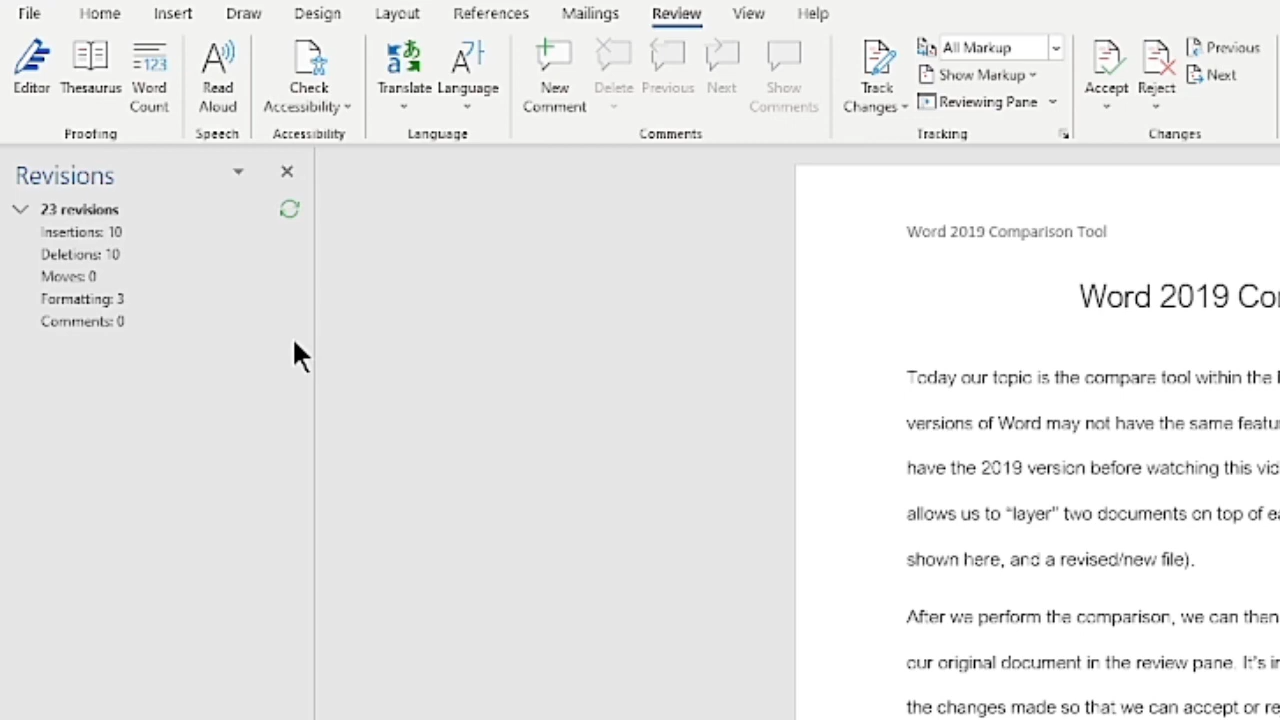 File Home Insert Draw Design Layout References Mailings Review View Help
Editor Thesaurus Word Count
Read Aloud
Check Accessibility
Translate Language
New Comment Delete Previous Next Show Comments
Track Changes
All Markup
Show Markup
Reviewing Pane
Accept Reject
Previous
Next
Proofing Speech Accessibility Language Comments Tracking Changes
Revisions
23 revisions
Insertions: 10
Deletions: 10
Moves: 0
Formatting: 3
Comments: 0
Word 2019 Comparison Tool
Word 2019 Co
Today our topic is the compare tool within the
versions of Word may not have the same featu
have the 2019 version before watching this vid
allows us to “layer” two documents on top of ea
shown here, and a revised/new file).
After we perform the comparison, we can then
our original document in the review pane. It’s i
the changes made so that we can accept or re